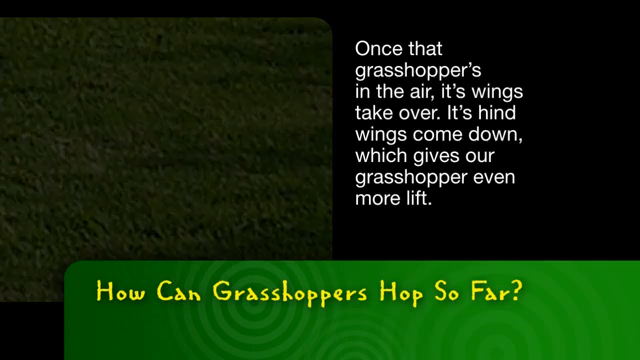 Once that
grasshopper's
in the air, it's wings
take over. It's hind
wings come down,
which gives our
grasshopper even
more lift.
How Can Grasshoppers Hop So Far?